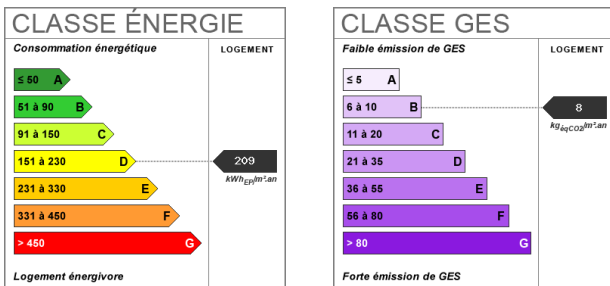 CLASSE ÉNERGIE
Consommation énergétique
LOGEMENT
≤ 50 A
51 à 90 B
91 à 150 C
151 à 230 D
209
kWhEP/m².an
231 à 330 E
331 à 450 F
> 450 G
Logement énergivore
CLASSE GES
Faible émission de GES
LOGEMENT
≤ 5 A
6 à 10 B
8
kgéqCO2/m².an
11 à 20 C
21 à 35 D
36 à 55 E
56 à 80 F
> 80 G
Forte émission de GES